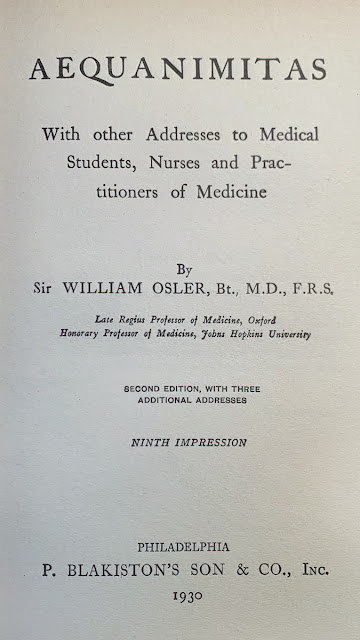 AEQUANIMITAS
With other Addresses to Medical
Students, Nurses and Prac-
titioners of Medicine
By
Sir WILLIAM OSLER, Bt., M.D., F.R.S.
Late Regius Professor of Medicine, Oxford
Honorary Professor of Medicine, Johns Hopkins University
SECOND EDITION, WITH THREE
ADDITIONAL ADDRESSES
NINTH IMPRESSION
PHILADELPHIA
P. BLAKISTON'S SON & CO., Inc.
1930